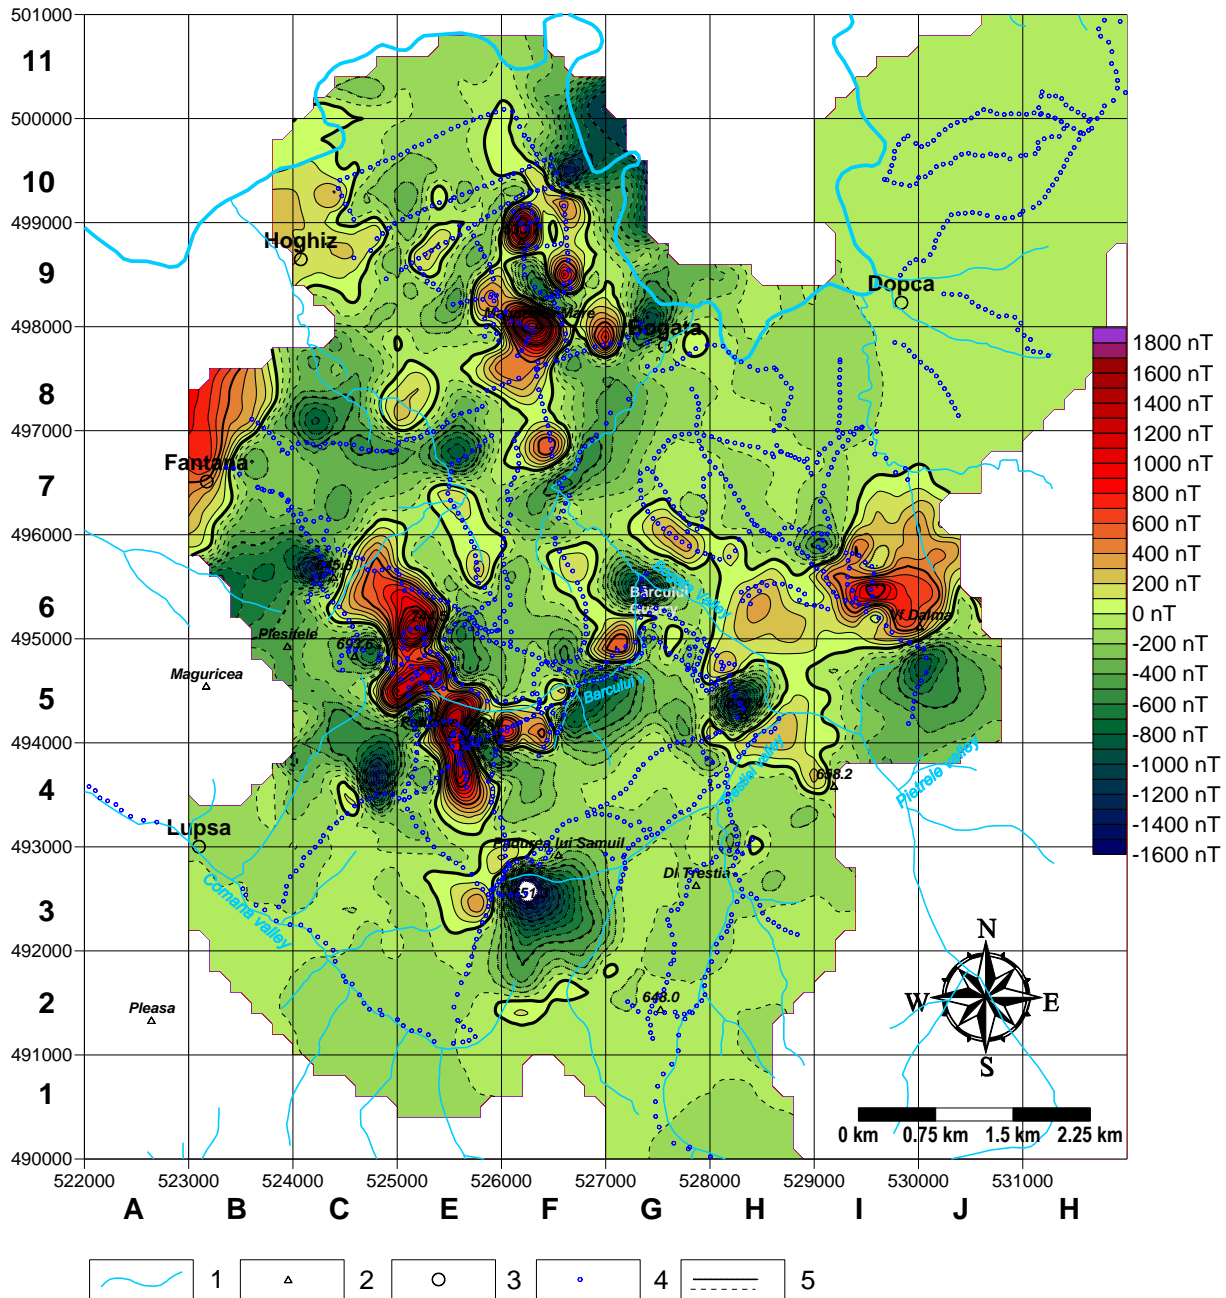 501000
11
500000
10
499000
Hoghiz
9
Dopca
498000
Bogata
1800 nT
1600 nT
8
1400 nT
1200 nT
497000
Fantana
1000 nT
7
800 nT
600 nT
496000
400 nT
Bogata valley
200 nT
6
Barcului
0 nT
Plesitele
Vf. Dalma
495000
-200 nT
Maguricea
-400 nT
5
Barcului v.
-600 nT
-800 nT
494000
-1000 nT
658.2
Pietrele valley
4
-1200 nT
Lupsa
-1400 nT
493000
Padurea lui Samuil
-1600 nT
Dl Trestia
3
Comana valley
492000
N
2
Pleasa
648.0
W
E
491000
S
1
0 km 0.75 km 1.5 km 2.25 km
490000
522000 523000 524000 525000 526000 527000 528000 529000 530000 531000
A B C E F G H I J H
1 2 3 4 5